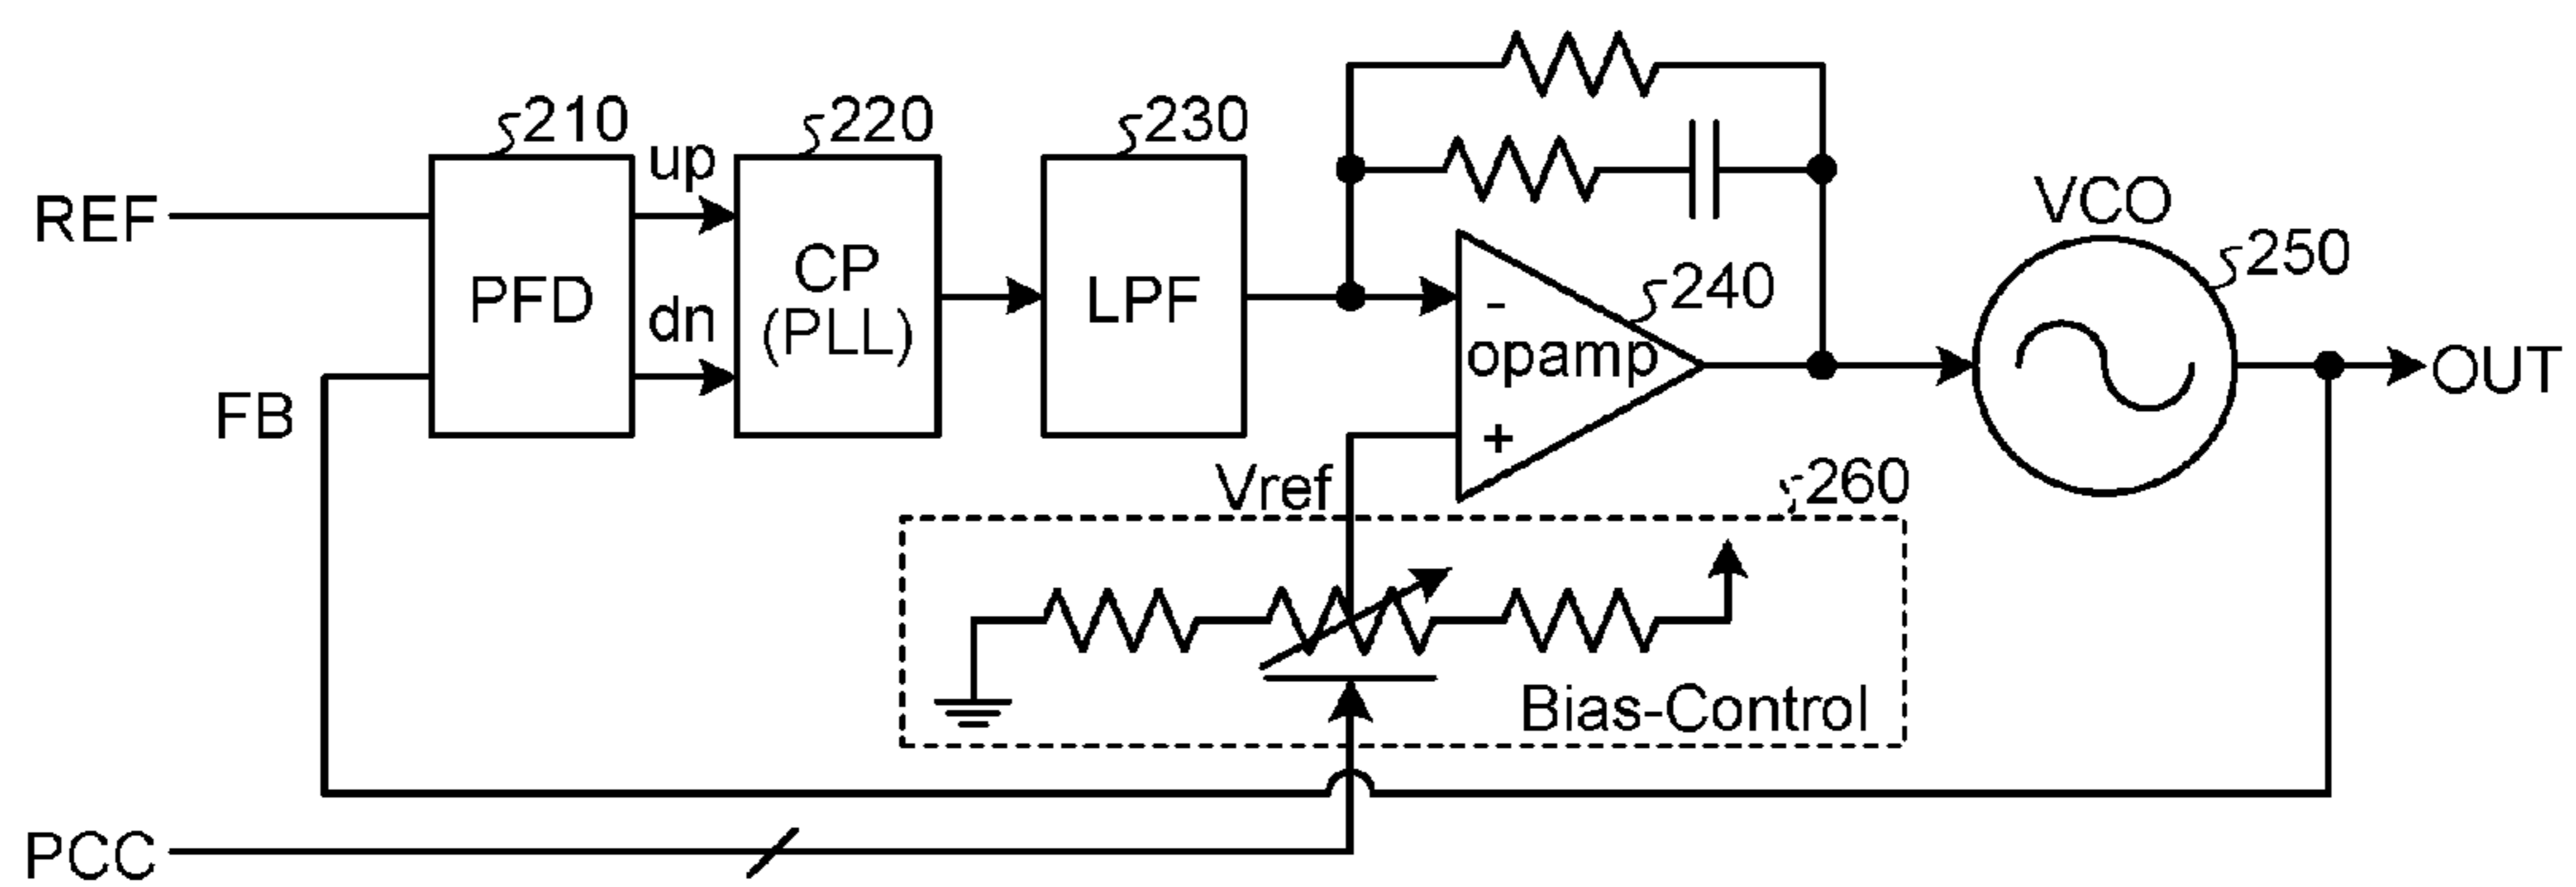 210
up
220
230
REF
PFD
dn
CP
(PLL)
LPF
-
opamp
+
240
VCO
250
OUT
FB
Vref
260
Bias-Control
PCC